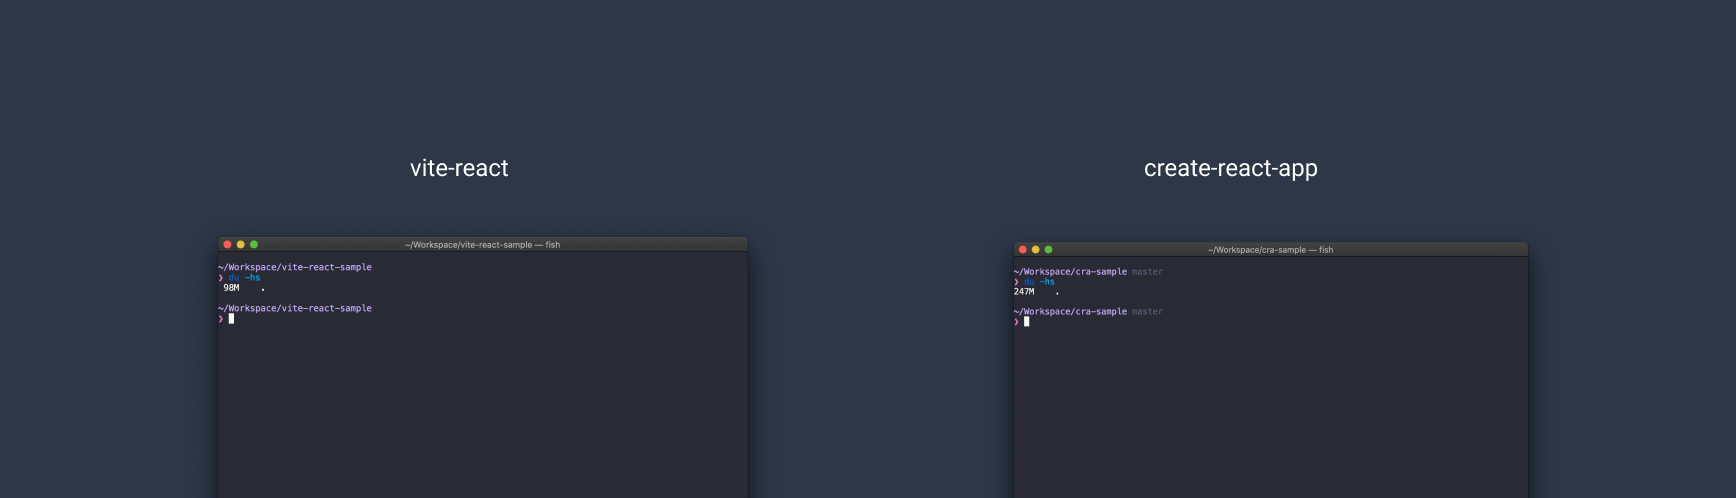 vite-react
~/Workspace/vite-react-sample — fish
~/Workspace/vite-react-sample
❯ du -hs
98M    .
~/Workspace/vite-react-sample
❯
create-react-app
~/Workspace/cra-sample — fish
~/Workspace/cra-sample master
❯ du -hs
247M    .
~/Workspace/cra-sample master
❯